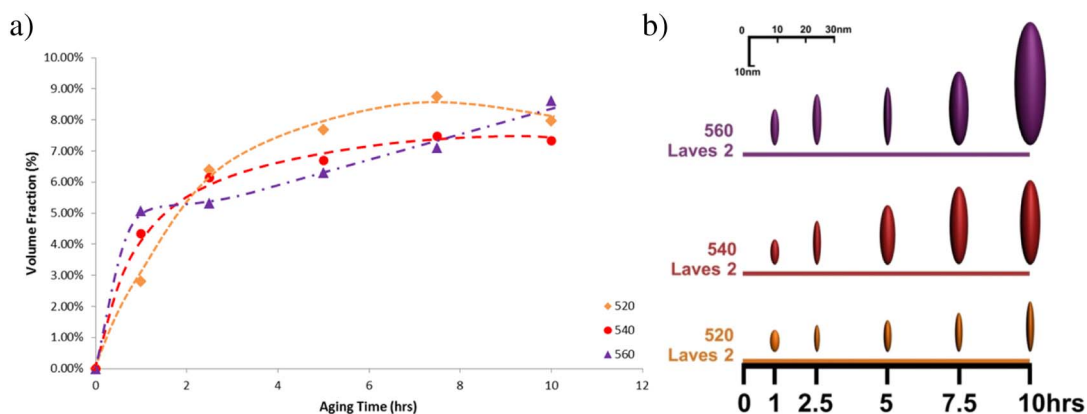 a)
10.00%
9.00%
8.00%
7.00%
6.00%
5.00%
4.00%
3.00%
2.00%
1.00%
0.00%
Volume Fraction (%)
0 2 4 6 8 10 12
Aging Time (hrs)
520
540
560
b)
0 10 20 30nm
10nm
560
Laves 2
540
Laves 2
520
Laves 2
0 1 2.5 5 7.5 10hrs